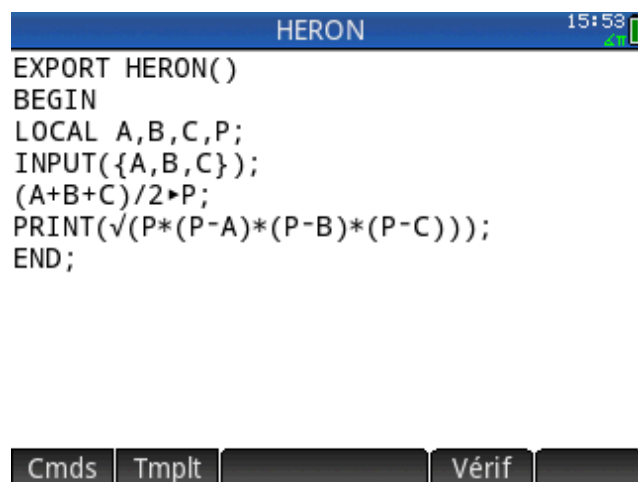 HERON
15:53
∡π
EXPORT HERON()
BEGIN
LOCAL A,B,C,P;
INPUT({A,B,C});
(A+B+C)/2▶P;
PRINT(√(P*(P-A)*(P-B)*(P-C)));
END;
Cmds Tmplt Vérif